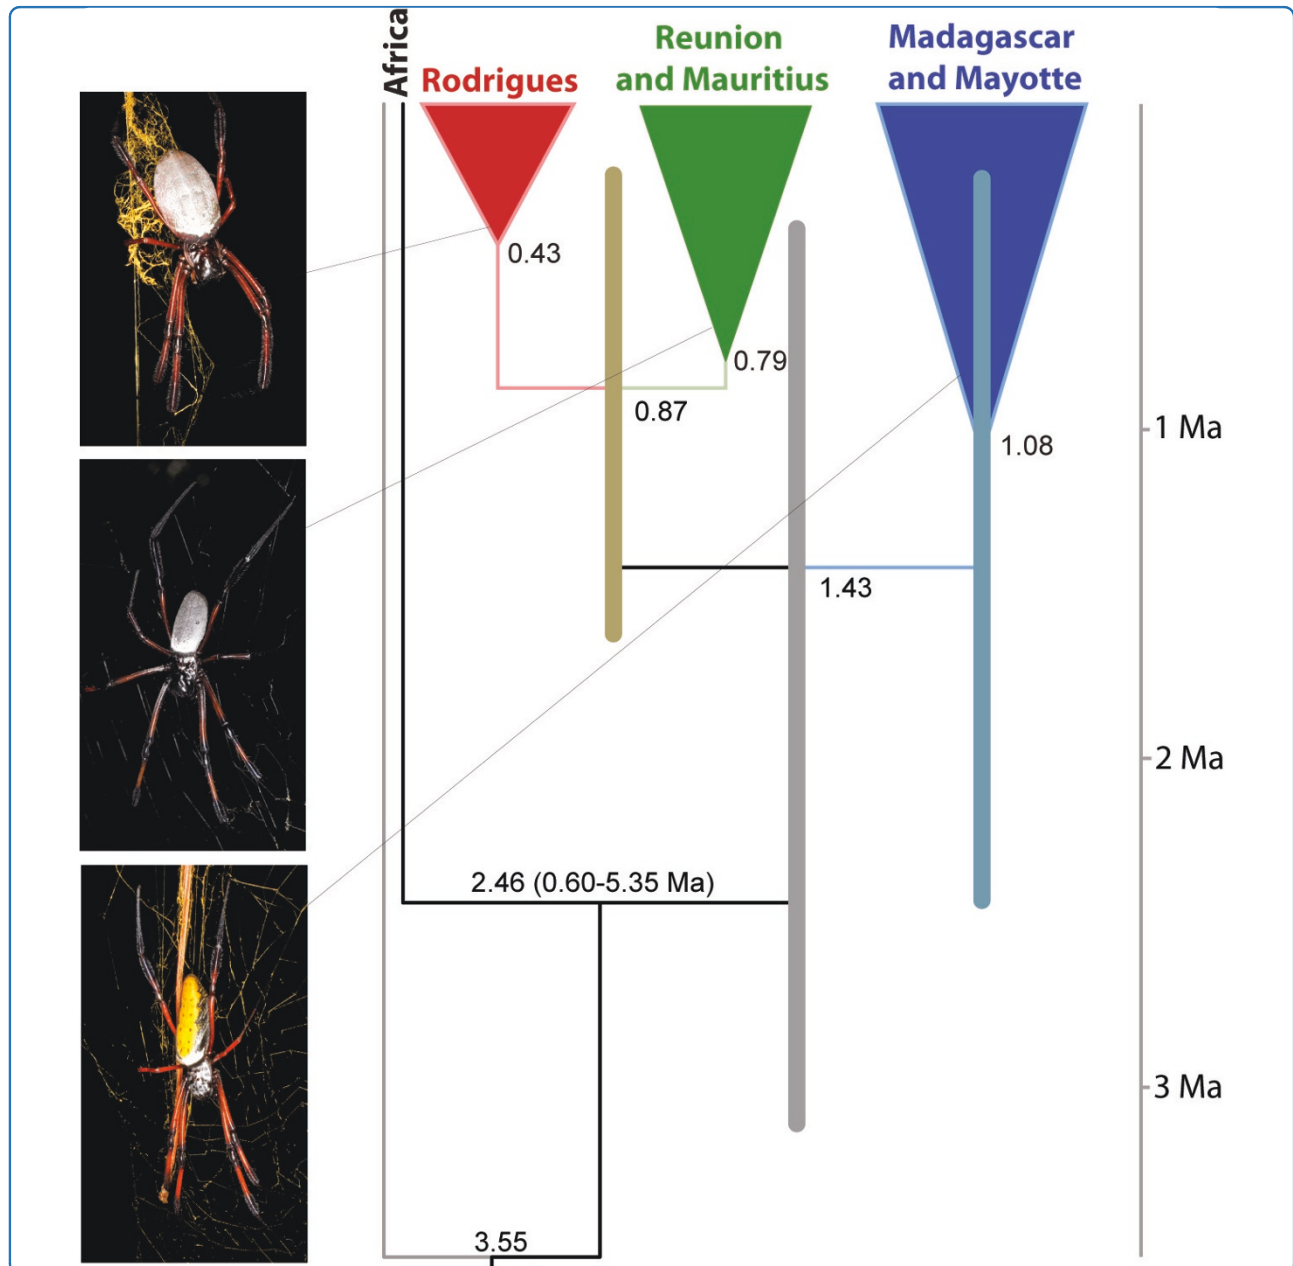 Africa
Rodrigues
Reunion
and Mauritius
Madagascar
and Mayotte
0.43
0.79
0.87
1 Ma
1.08
1.43
2 Ma
2.46 (0.60-5.35 Ma)
3 Ma
3.55